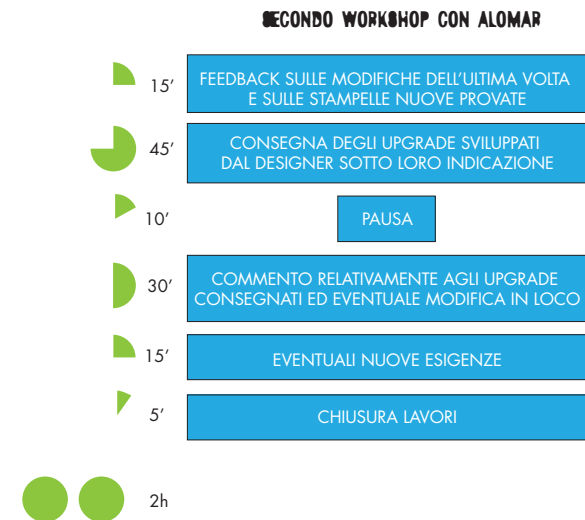 SECONDO WORKSHOP CON ALOMAR
15'
FEEDBACK SULLE MODIFICHE DELL'ULTIMA VOLTA
E SULLE STAMPELLE NUOVE PROVATE
45'
CONSEGNA DEGLI UPGRADE SVILUPPATI
DAL DESIGNER SOTTO LORO INDICAZIONE
10'
PAUSA
30'
COMMENTO RELATIVAMENTE AGLI UPGRADE
CONSEGNATI ED EVENTUALE MODIFICA IN LOCO
15'
EVENTUALI NUOVE ESIGENZE
5'
CHIUSURA LAVORI
2h